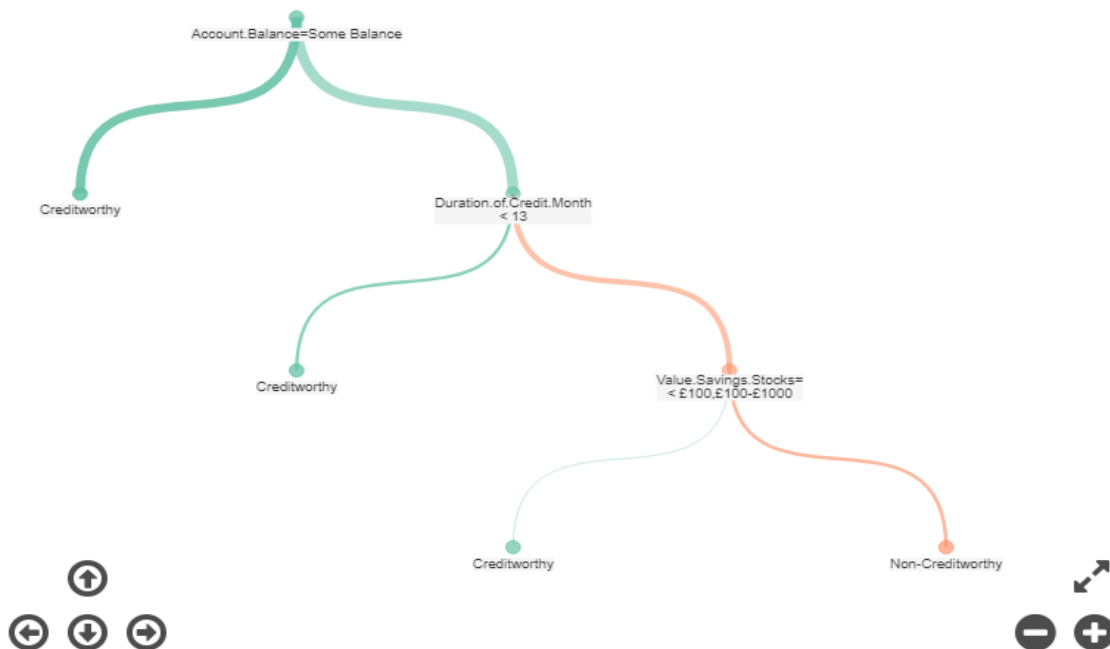 Account.Balance=Some Balance
Creditworthy
Duration.of.Credit.Month
< 13
Creditworthy
Value.Savings.Stocks=
< £100,£100-£1000
Creditworthy
Non-Creditworthy